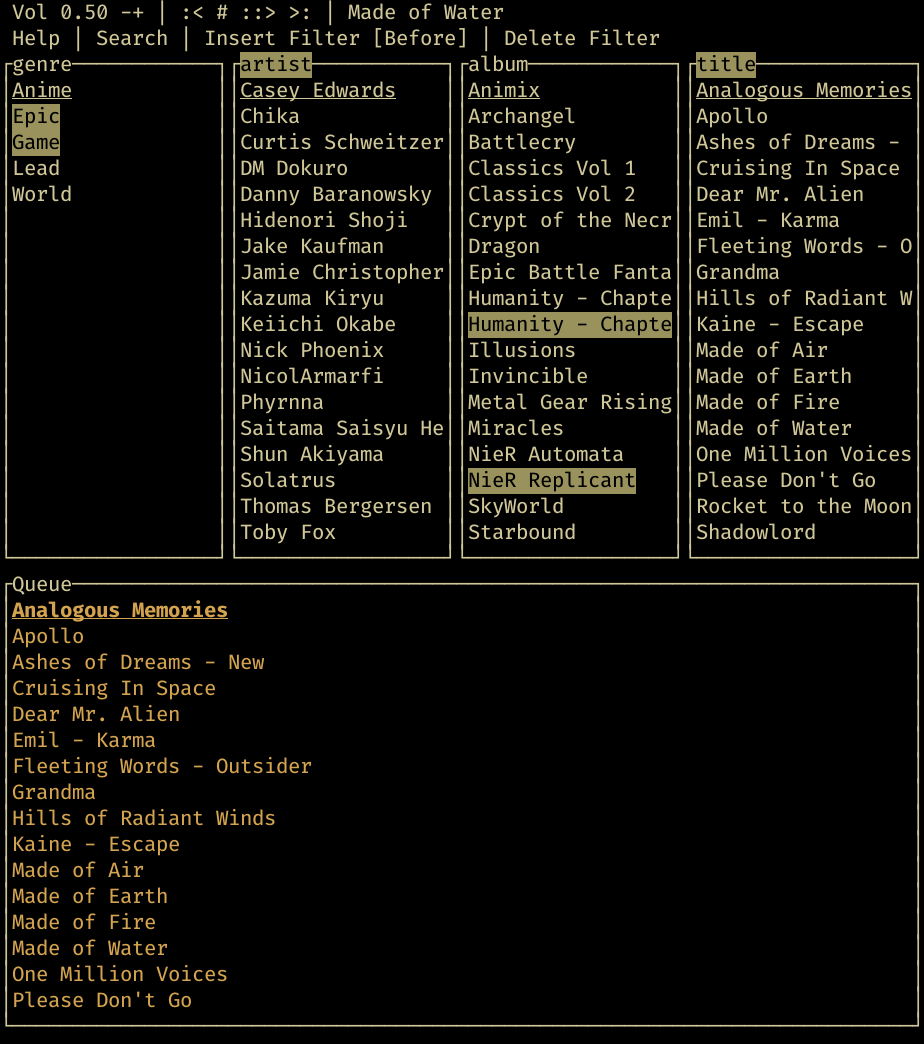 Vol 0.50 -+ | :< # ::> >: | Made of Water
Help | Search | Insert Filter [Before] | Delete Filter
genre
Anime
Epic
Game
Lead
World
artist
Casey Edwards
Chika
Curtis Schweitzer
DM Dokuro
Danny Baranowsky
Hidenori Shoji
Jake Kaufman
Jamie Christopher
Kazuma Kiryu
Keiichi Okabe
Nick Phoenix
NicolArmarfi
Phyrnna
Saitama Saisyu He
Shun Akiyama
Solatrus
Thomas Bergersen
Toby Fox
album
Animix
Archangel
Battlecry
Classics Vol 1
Classics Vol 2
Crypt of the Necr
Dragon
Epic Battle Fanta
Humanity - Chapte
Humanity - Chapte
Illusions
Invincible
Metal Gear Rising
Miracles
NieR Automata
NieR Replicant
SkyWorld
Starbound
title
Analogous Memories
Apollo
Ashes of Dreams -
Cruising In Space
Dear Mr. Alien
Emil - Karma
Fleeting Words - O
Grandma
Hills of Radiant W
Kaine - Escape
Made of Air
Made of Earth
Made of Fire
Made of Water
One Million Voices
Please Don't Go
Rocket to the Moon
Shadowlord
Queue
Analogous Memories
Apollo
Ashes of Dreams - New
Cruising In Space
Dear Mr. Alien
Emil - Karma
Fleeting Words - Outsider
Grandma
Hills of Radiant Winds
Kaine - Escape
Made of Air
Made of Earth
Made of Fire
Made of Water
One Million Voices
Please Don't Go